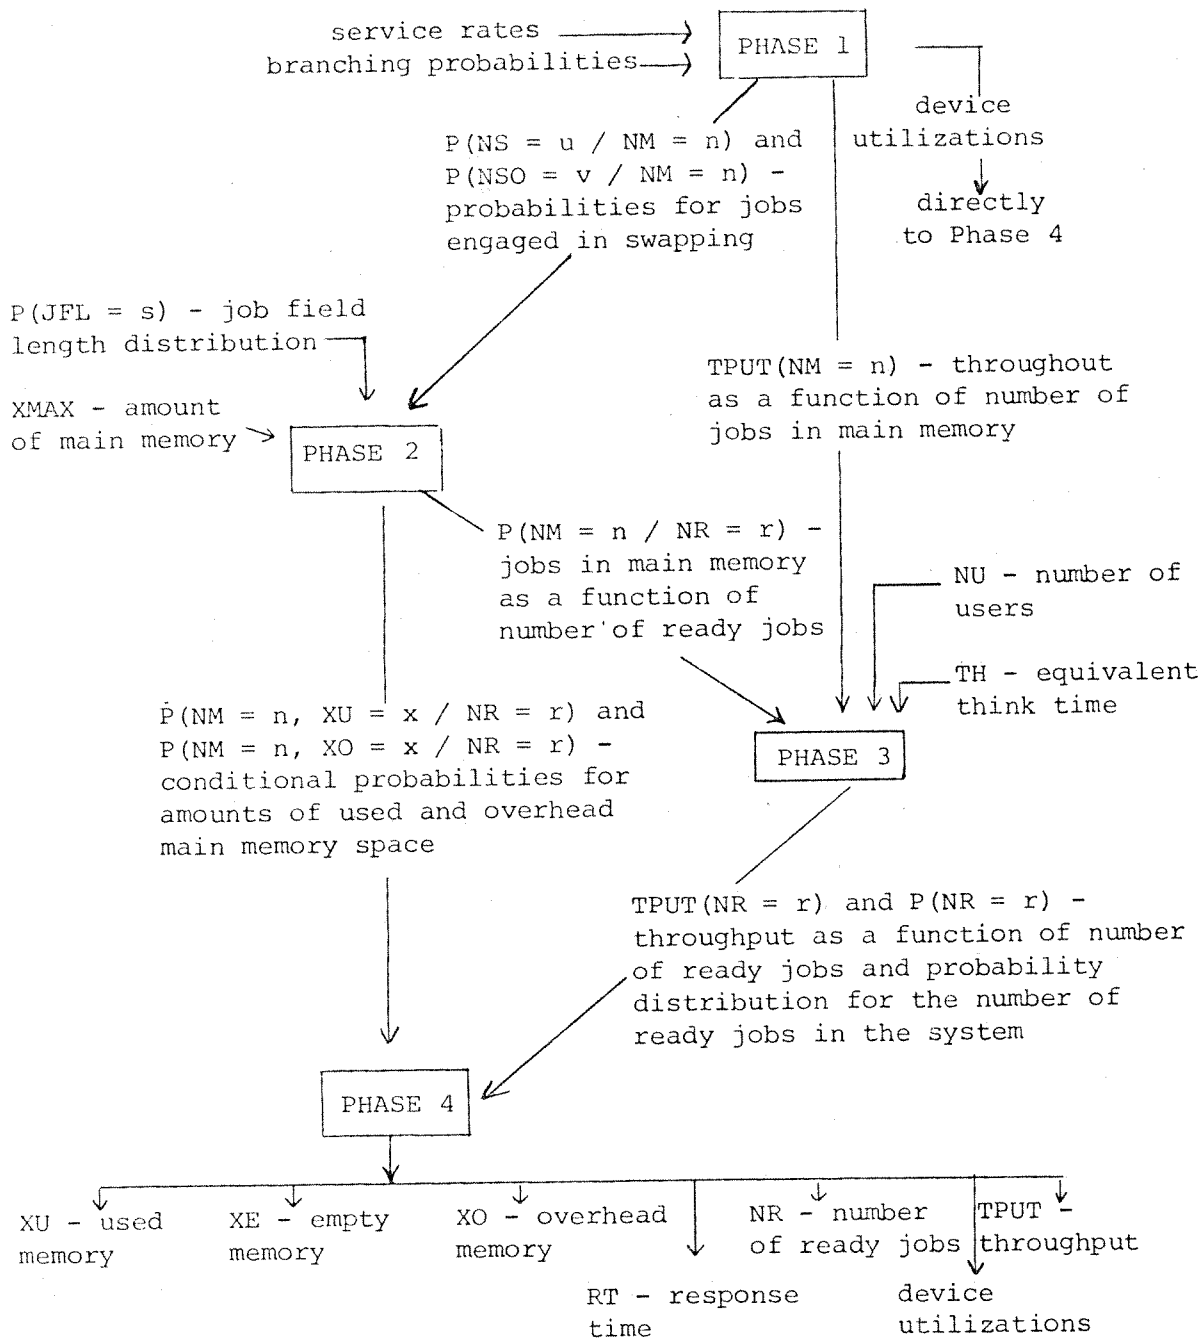 service rates
branching probabilities
PHASE 1
device
utilizations
directly
to Phase 4
P(NS = u / NM = n) and
P(NSO = v / NM = n) -
probabilities for jobs
engaged in swapping
P(JFL = s) - job field
length distribution
XMAX - amount
of main memory
PHASE 2
TPUT(NM = n) - throughout
as a function of number of
jobs in main memory
P(NM = n / NR = r) -
jobs in main memory
as a function of
number of ready jobs
NU - number of
users
TH - equivalent
think time
PHASE 3
P(NM = n, XU = x / NR = r) and
P(NM = n, XO = x / NR = r) -
conditional probabilities for
amounts of used and overhead
main memory space
TPUT(NR = r) and P(NR = r) -
throughput as a function of number
of ready jobs and probability
distribution for the number of
ready jobs in the system
PHASE 4
XU - used
memory
XE - empty
memory
XO - overhead
memory
RT - response
time
NR - number
of ready jobs
device
utilizations
TPUT -
throughput